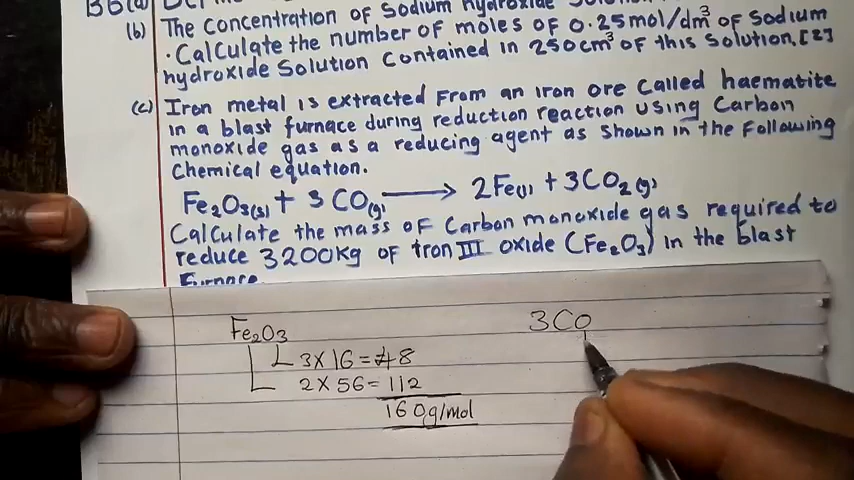 B6(a)
(b) The Concentration of Sodium hydroxide
. Calculate the number of moles of 0.25mol/dm³ of Sodium
hydroxide Solution Contained in 250cm³ of this Solution.[2]
(c) Iron metal is extracted From an iron ore Called haematite
in a blast furnace during reduction reaction using Carbon
monoxide gas as a reducing agent as Shown in the Following
Chemical equation.
Fe₂O₃(s) + 3CO(g) → 2Fe(l) + 3CO₂(g)
Calculate the mass of Carbon monoxide gas required to
reduce 3200kg of Iron III oxide (Fe₂O₃) in the blast
Furnace
Fe₂O₃ 3CO
3 X 16 = 48
2 X 56 = 112
160g/mol